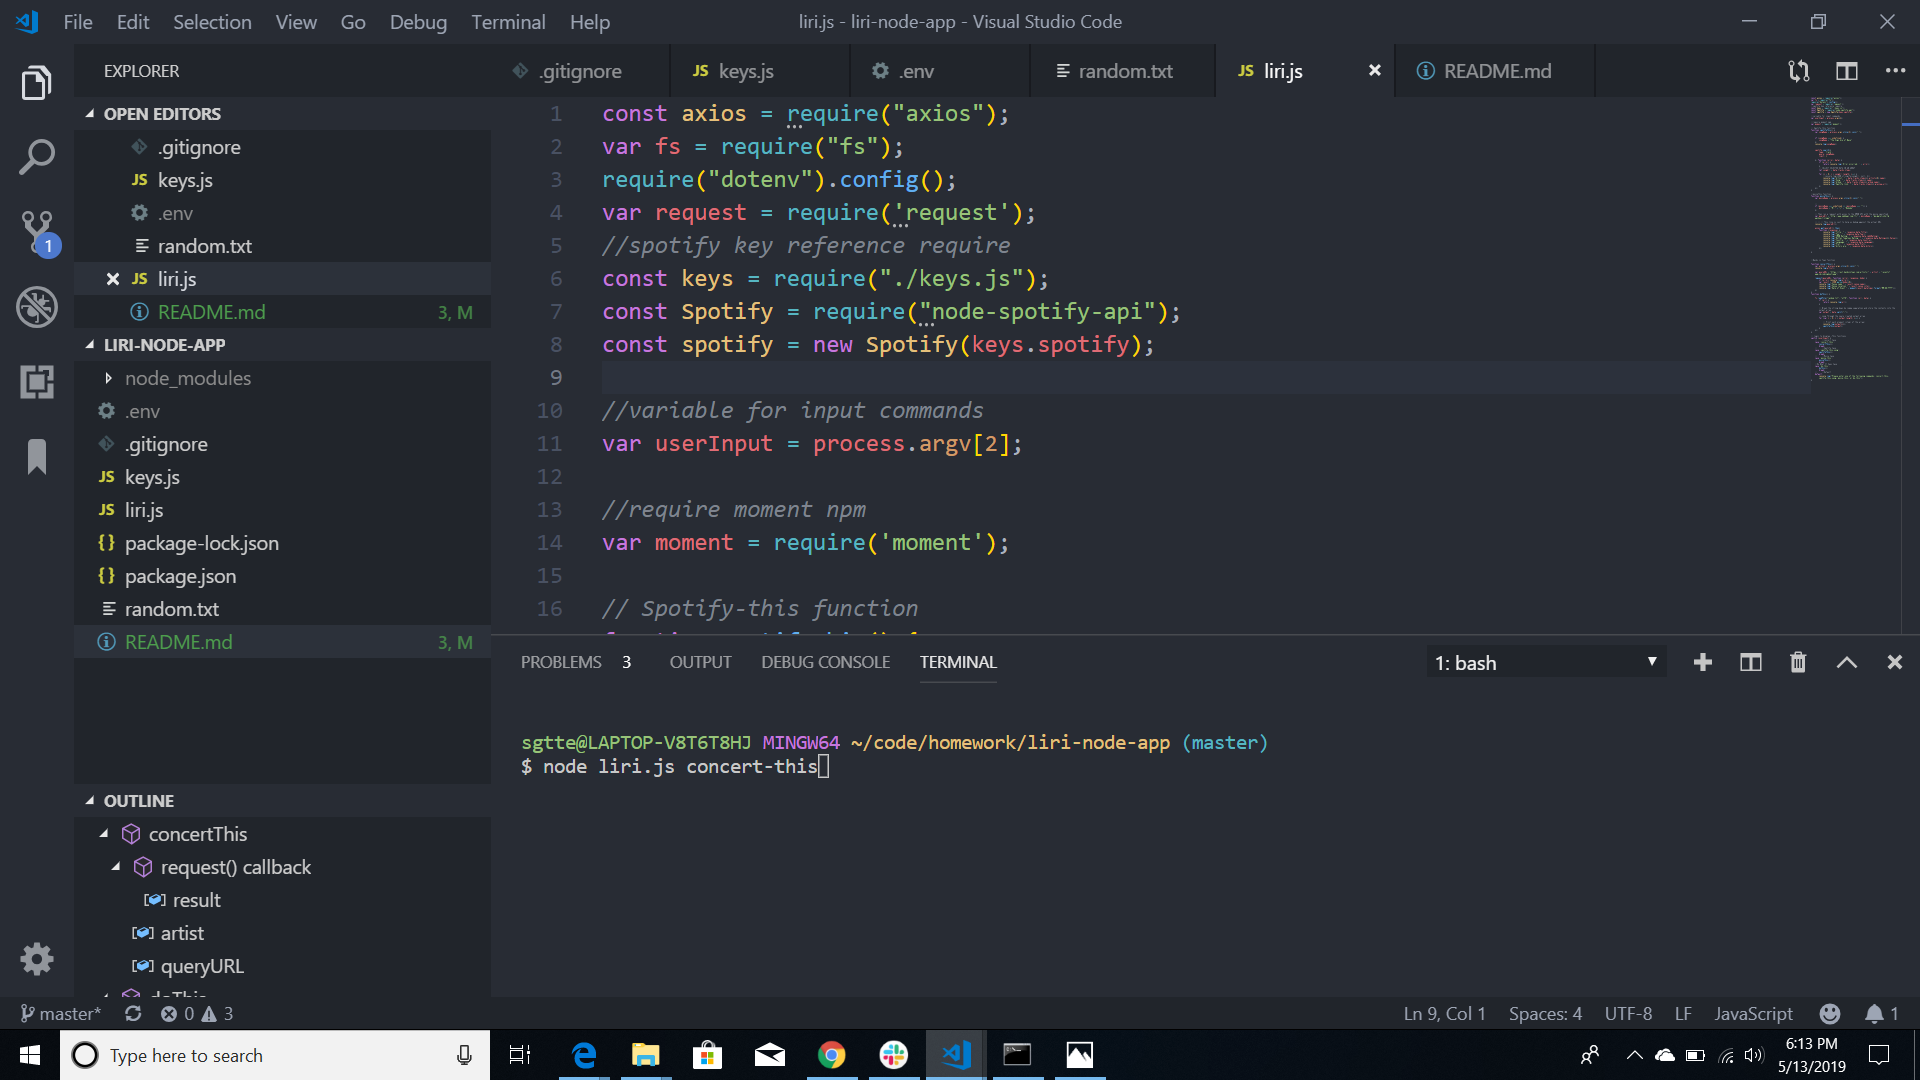 File Edit Selection View Go Debug Terminal Help
liri.js - liri-node-app - Visual Studio Code
EXPLORER
OPEN EDITORS
.gitignore
keys.js
.env
random.txt
liri.js
README.md 3, M
LIRI-NODE-APP
node_modules
.env
.gitignore
keys.js
liri.js
package-lock.json
package.json
random.txt
README.md 3, M
OUTLINE
concertThis
request() callback
result
artist
queryURL
doThis
.gitignore keys.js .env random.txt liri.js README.md
1 const axios = require("axios");
2 var fs = require("fs");
3 require("dotenv").config();
4 var request = require('request');
5 //spotify key reference require
6 const keys = require("./keys.js");
7 const Spotify = require("node-spotify-api");
8 const spotify = new Spotify(keys.spotify);
9
10 //variable for input commands
11 var userInput = process.argv[2];
12
13 //require moment npm
14 var moment = require('moment');
15
16 // Spotify-this function
PROBLEMS 3 OUTPUT DEBUG CONSOLE TERMINAL
1: bash
sgtte@LAPTOP-V8T6T8HJ MINGW64 ~/code/homework/liri-node-app (master)
$ node liri.js concert-this
master* 0 3
Ln 9, Col 1 Spaces: 4 UTF-8 LF JavaScript 1
Type here to search
6:13 PM
5/13/2019